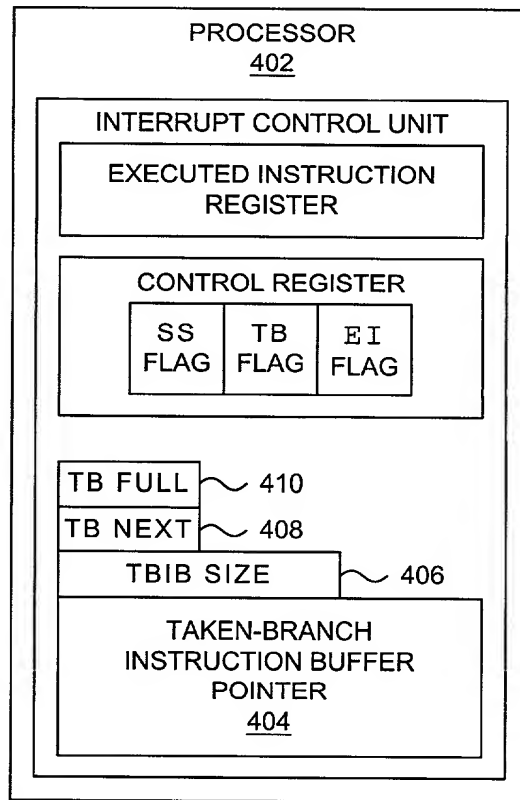 PROCESSOR
402
INTERRUPT CONTROL UNIT
EXECUTED INSTRUCTION
REGISTER
CONTROL REGISTER
SS
FLAG
TB
FLAG
EI
FLAG
TB FULL
410
TB NEXT
408
TBIB SIZE
406
TAKEN-BRANCH
INSTRUCTION BUFFER
POINTER
404